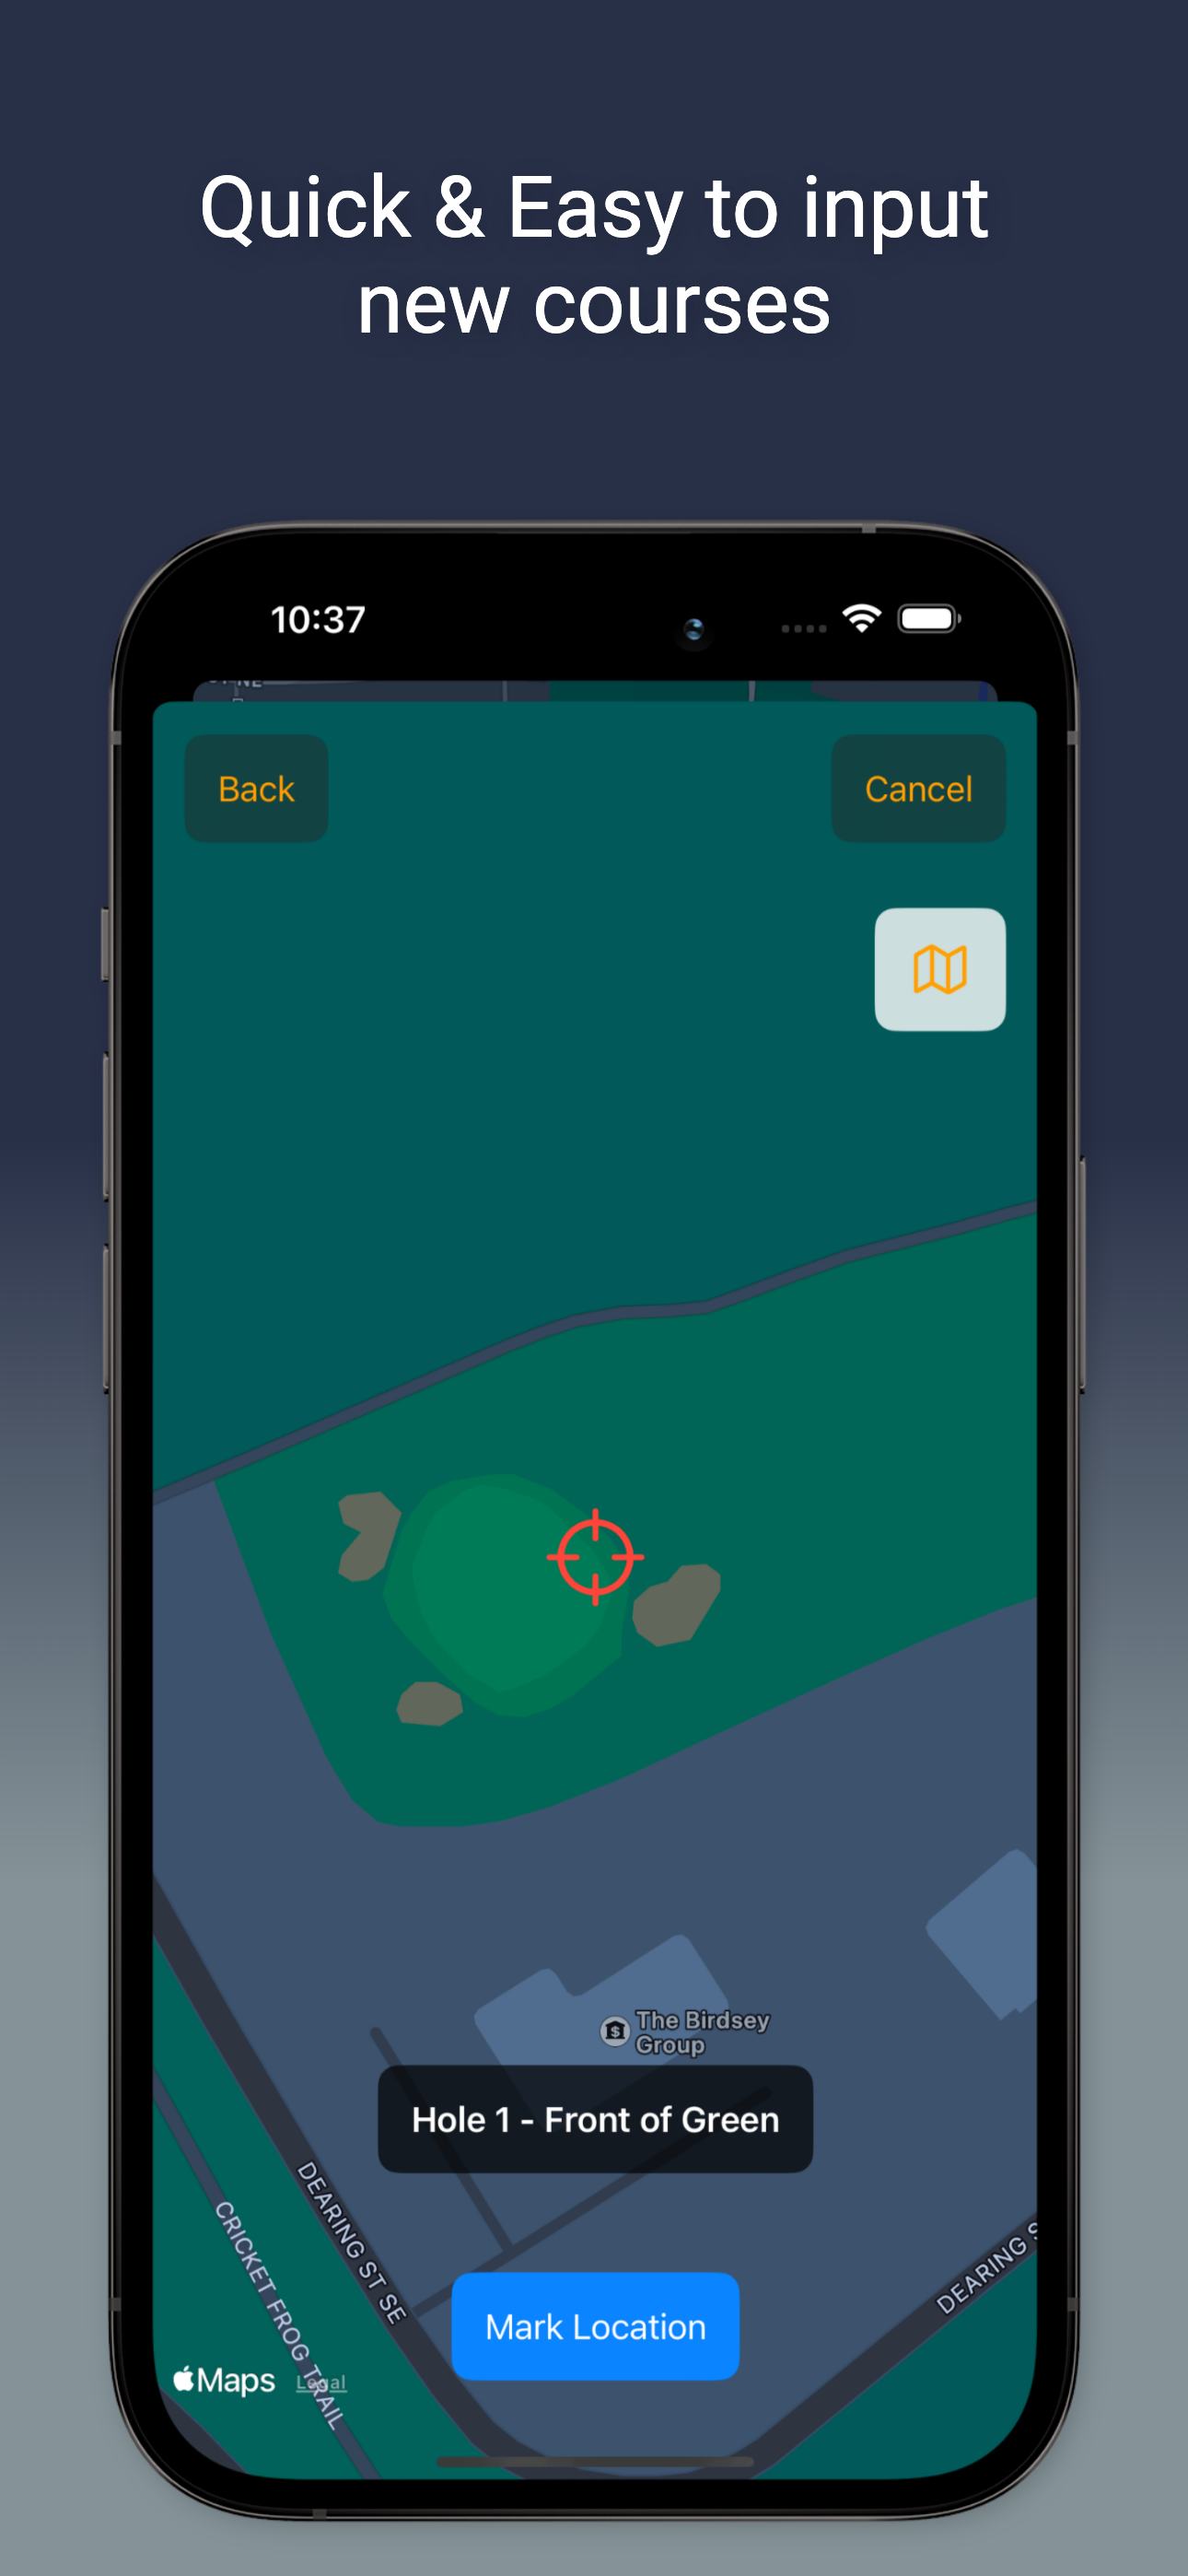 Quick & Easy to input
new courses
10:37
Back
Cancel
The Birdsey
Group
Hole 1 - Front of Green
DEARING ST SE
CRICKET FROG TRAIL
DEARING
Mark Location
Maps
Legal